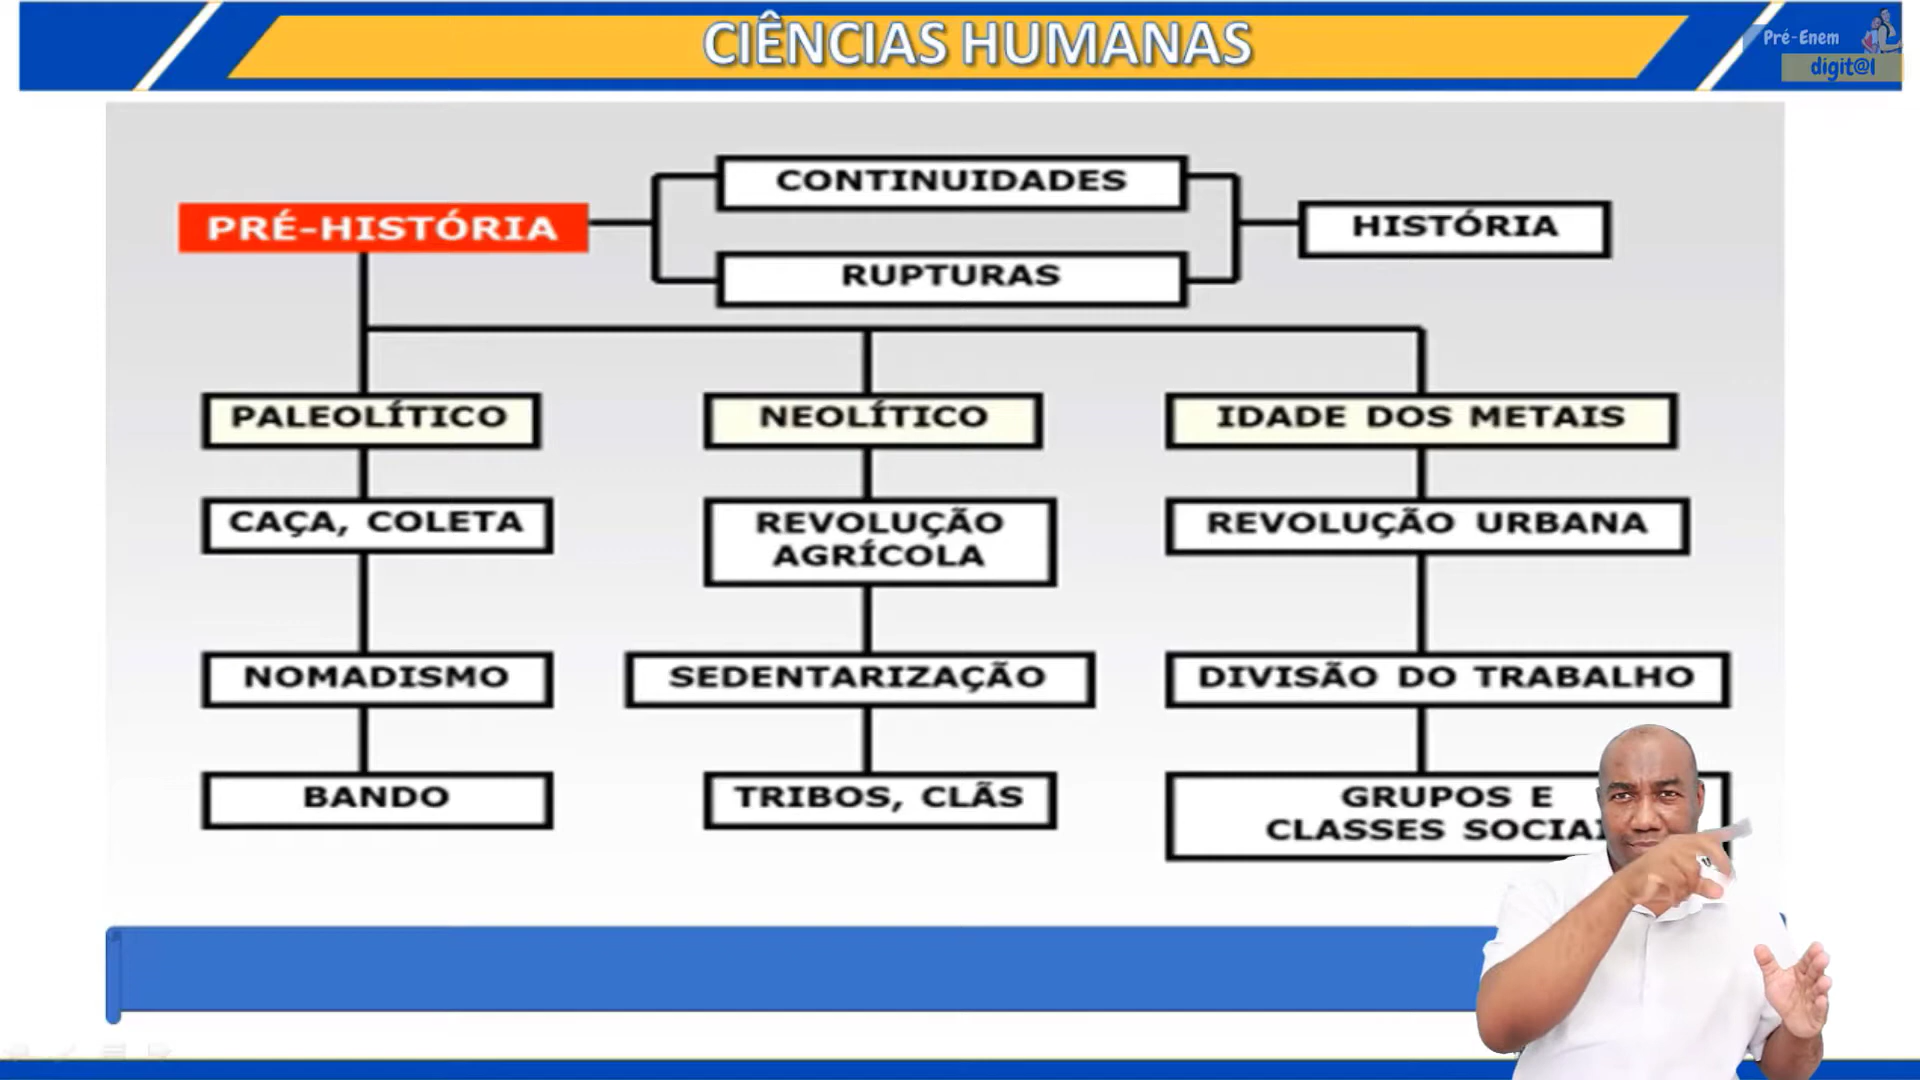 CIÊNCIAS HUMANAS
Pré-Enem
digit@l
CONTINUIDADES
PRÉ-HISTÓRIA
HISTÓRIA
RUPTURAS
PALEOLÍTICO
NEOLÍTICO
IDADE DOS METAIS
CAÇA, COLETA
REVOLUÇÃO
AGRÍCOLA
REVOLUÇÃO URBANA
NOMADISMO
SEDENTARIZAÇÃO
DIVISÃO DO TRABALHO
BANDO
TRIBOS, CLÃS
GRUPOS E
CLASSES SOCIAI